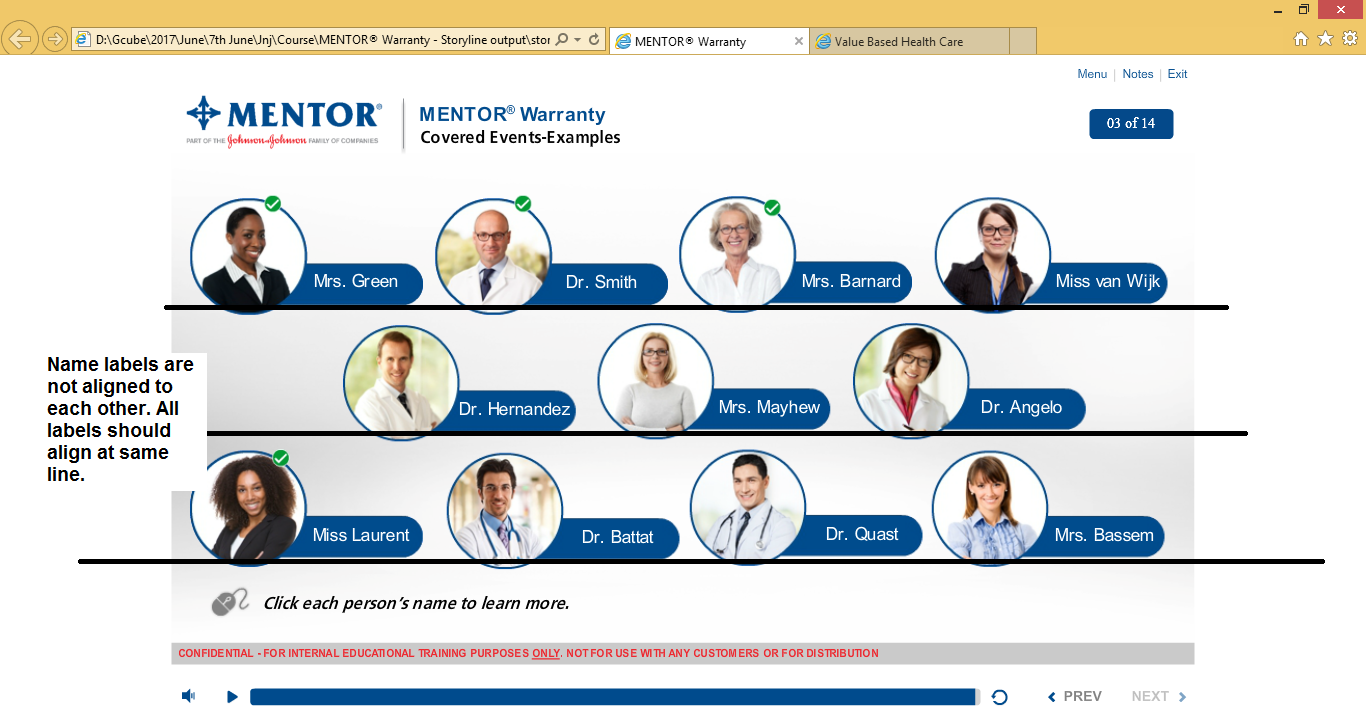 D:\Gcube\2017\June\7th June\Jnj\Course\MENTOR® Warranty - Storyline output\stor
MENTOR® Warranty
Value Based Health Care
Menu | Notes | Exit
MENTOR®
PART OF THE Johnson & Johnson FAMILY OF COMPANIES
MENTOR® Warranty
Covered Events-Examples
03 of 14
Mrs. Green
Dr. Smith
Mrs. Barnard
Miss van Wijk
Name labels are
not aligned to
each other. All
labels should
align at same
line.
Dr. Hernandez
Mrs. Mayhew
Dr. Angelo
Miss Laurent
Dr. Battat
Dr. Quast
Mrs. Bassem
Click each person's name to learn more.
CONFIDENTIAL - FOR INTERNAL EDUCATIONAL TRAINING PURPOSES ONLY. NOT FOR USE WITH ANY CUSTOMERS OR FOR DISTRIBUTION
PREV
NEXT